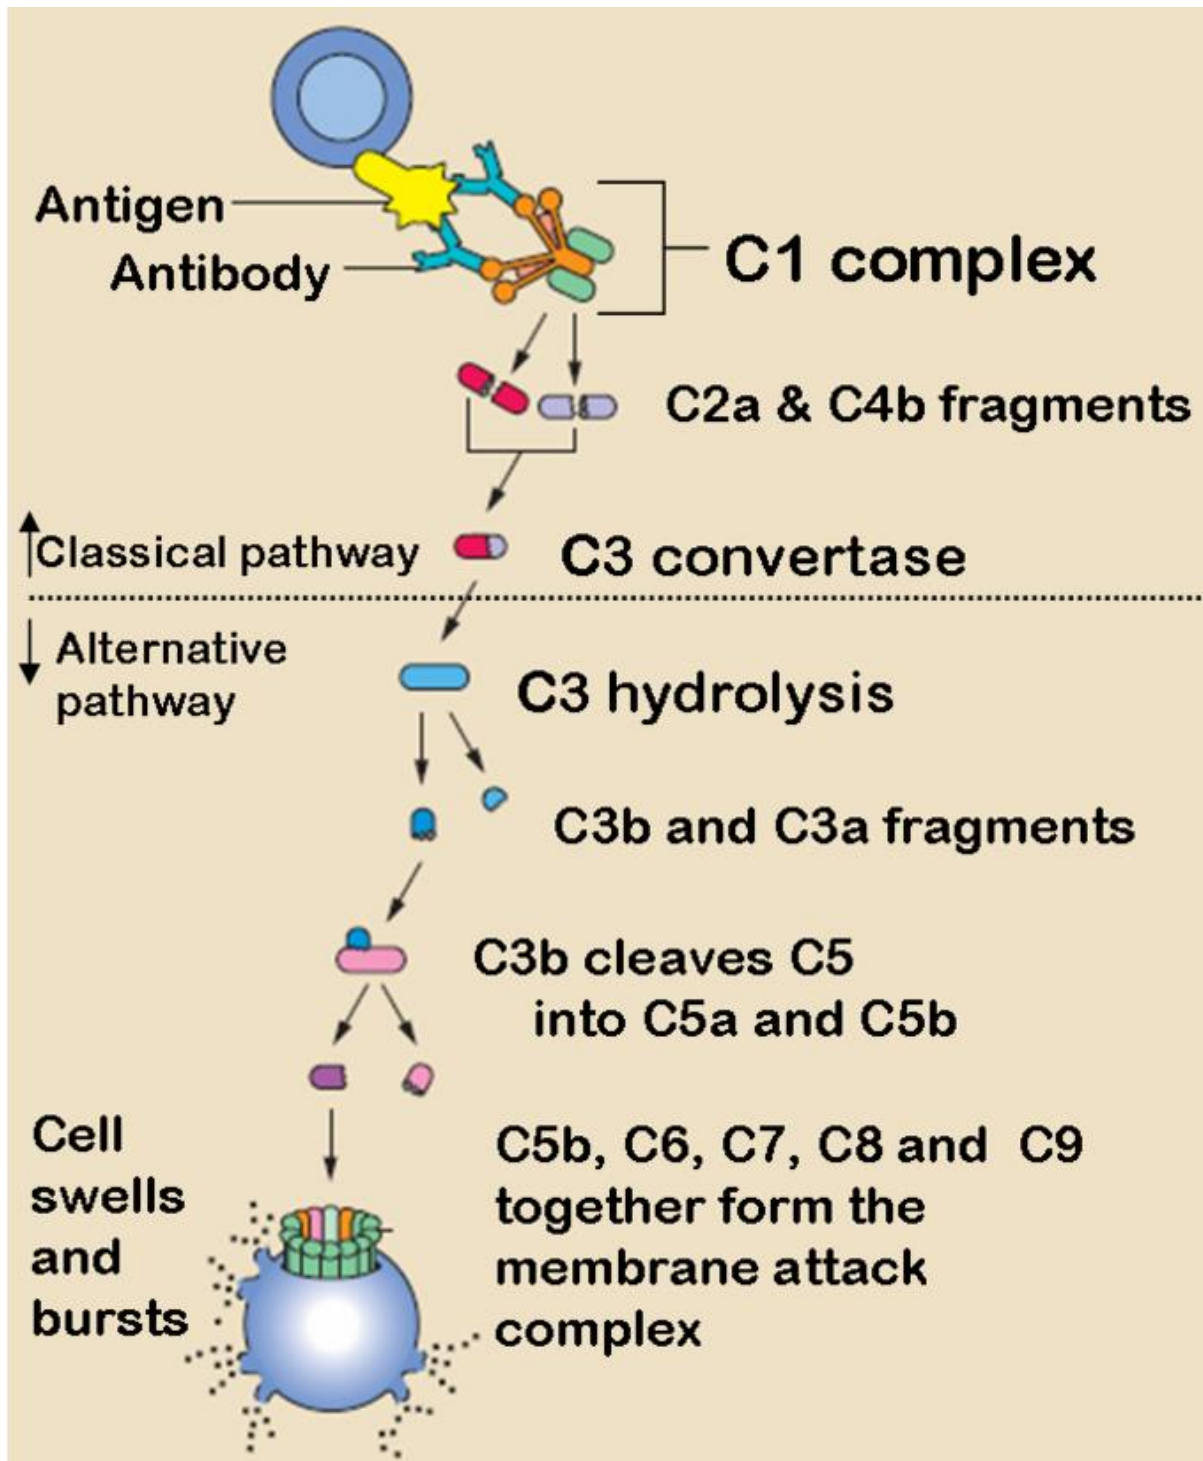 Antigen
Antibody
C1 complex
C2a & C4b fragments
Classical pathway
C3 convertase
Alternative
pathway
C3 hydrolysis
C3b and C3a fragments
C3b cleaves C5
into C5a and C5b
Cell
swells
and
bursts
C5b, C6, C7, C8 and C9
together form the
membrane attack
complex